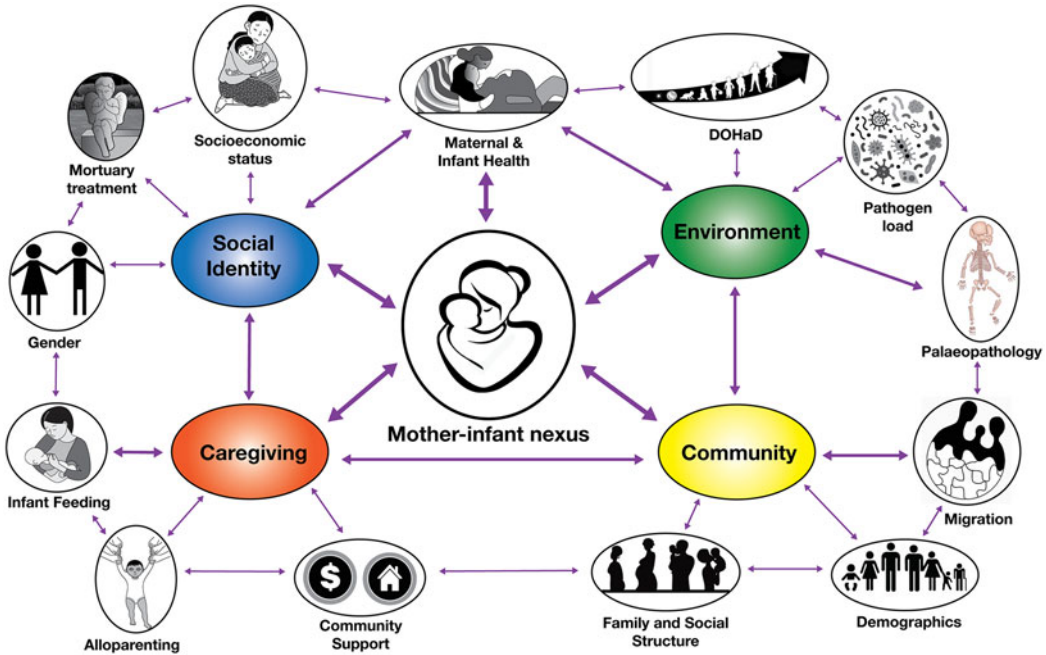 Socioeconomic
status
Maternal &
Infant Health
DOHaD
Mortuary
treatment
Pathogen
load
Social
Identity
Environment
Gender
Palaeopathology
Mother-infant nexus
Caregiving
Community
Infant Feeding
Migration
$
Alloparenting
Community
Support
Family and Social
Structure
Demographics